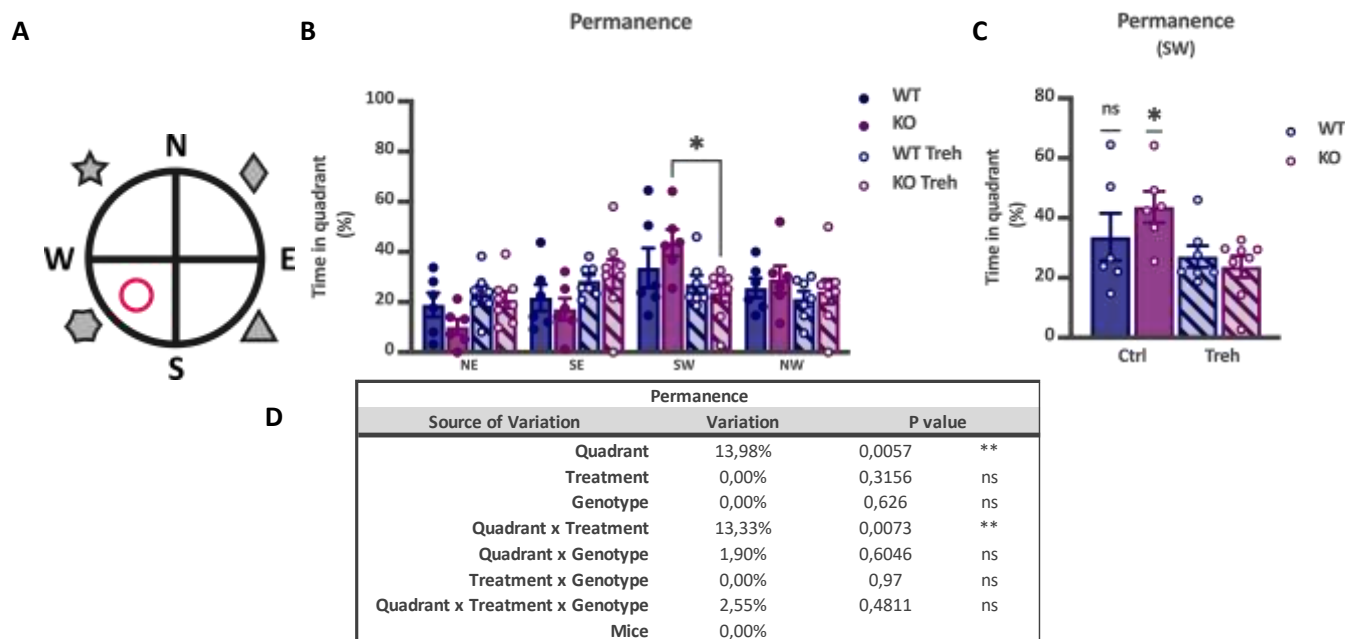 A
N
W
E
S
B
Permanence
Time in quadrant
(%)
100
80
60
40
20
0
*
NE
SE
SW
NW
WT
KO
WT Treh
KO Treh
C
Permanence
(SW)
Time in quadrant
(%)
80
60
40
20
0
ns
*
Ctrl
Treh
WT
KO
D
Permanence
Source of Variation Variation P value
Quadrant 13,98% 0,0057 **
Treatment 0,00% 0,3156 ns
Genotype 0,00% 0,626 ns
Quadrant x Treatment 13,33% 0,0073 **
Quadrant x Genotype 1,90% 0,6046 ns
Treatment x Genotype 0,00% 0,97 ns
Quadrant x Treatment x Genotype 2,55% 0,4811 ns
Mice 0,00%